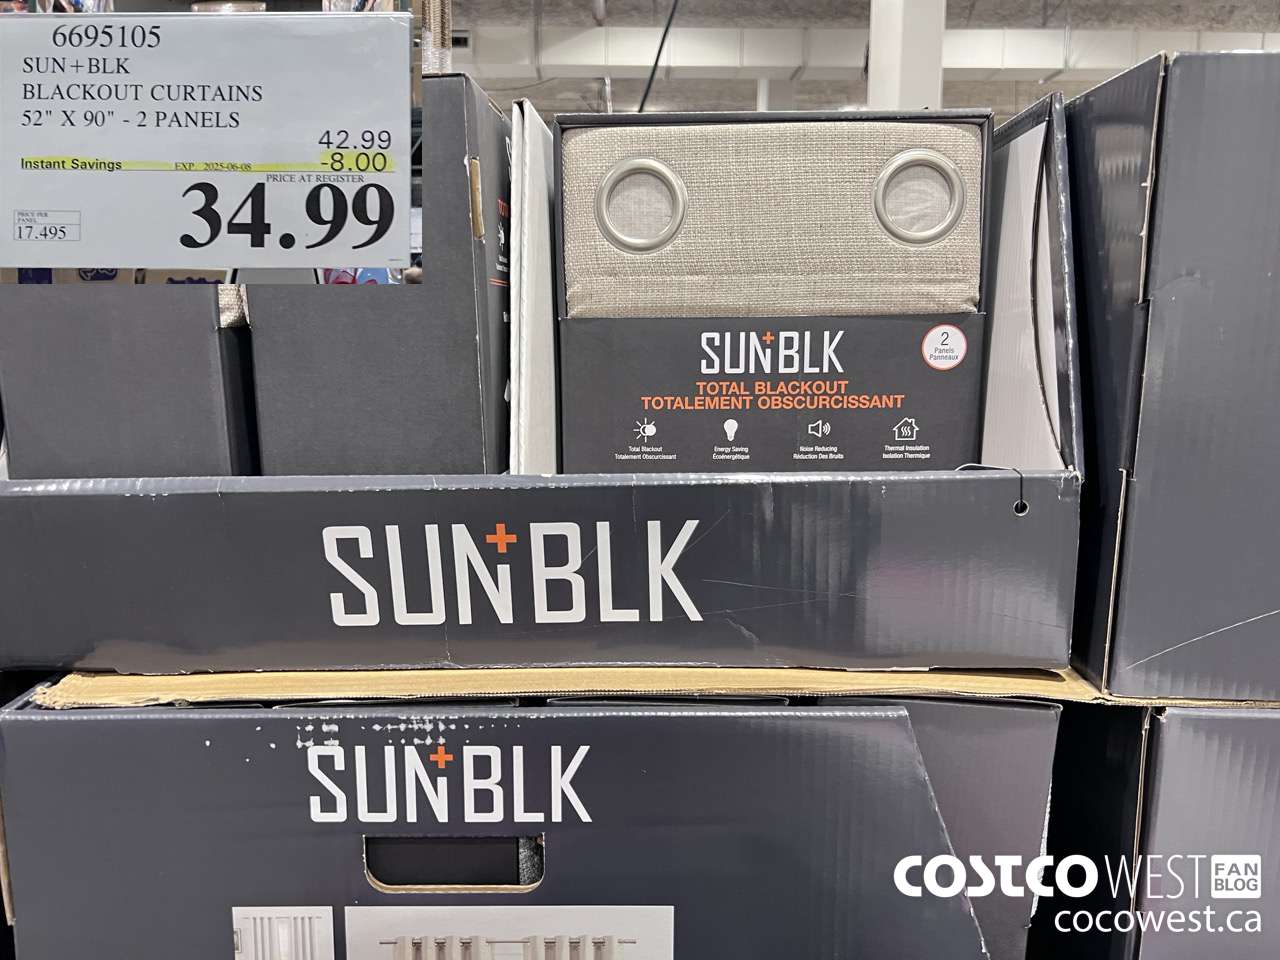 6695105
SUN+BLK
BLACKOUT CURTAINS
52" X 90" - 2 PANELS
42.99
Instant Savings EXP 2025-06-08 -8.00
PRICE AT REGISTER
34.99
PRICE PER
PANEL
17.495
SUN+BLK
2
Panels
Panneaux
TOTAL BLACKOUT
TOTALEMENT OBSCURCISSANT
Total Blackout
Totalement Obscurcissant
Energy Saving
Écoénergétique
Noise Reducing
Réduction Des Bruits
Thermal Insulation
Isolation Thermique
SUN+BLK
SUN+BLK
COSTCO WEST FAN BLOG
cocowest.ca